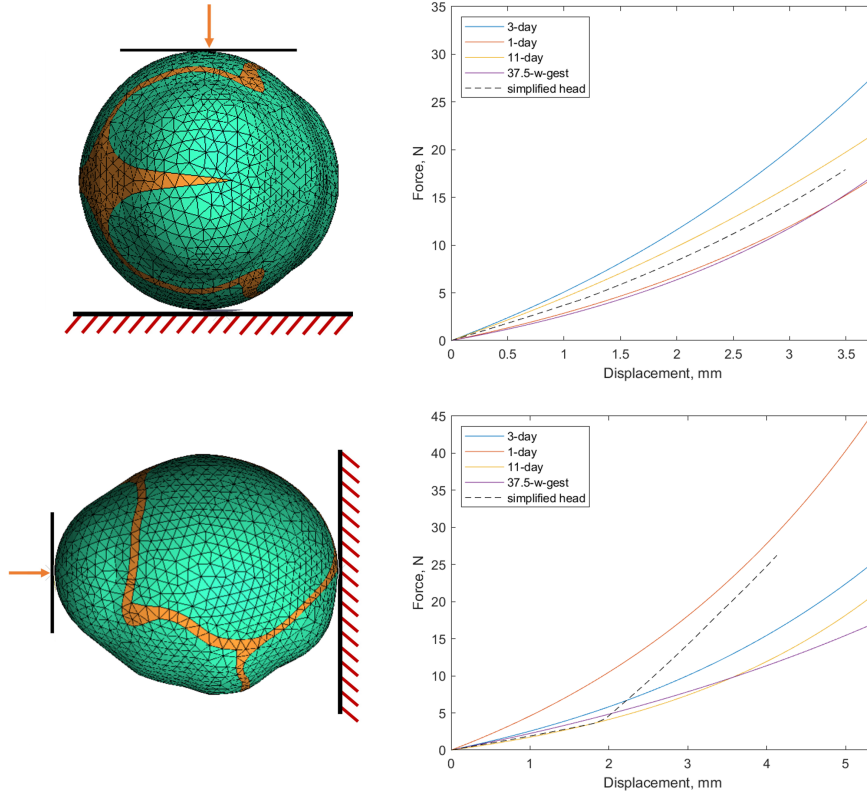 35
30
25
20
15
10
5
0
Force, N
3-day
1-day
11-day
37.5-w-gest
simplified head
0 0.5 1 1.5 2 2.5 3 3.5
Displacement, mm
45
40
35
30
25
20
15
10
5
0
Force, N
3-day
1-day
11-day
37.5-w-gest
simplified head
0 1 2 3 4 5
Displacement, mm